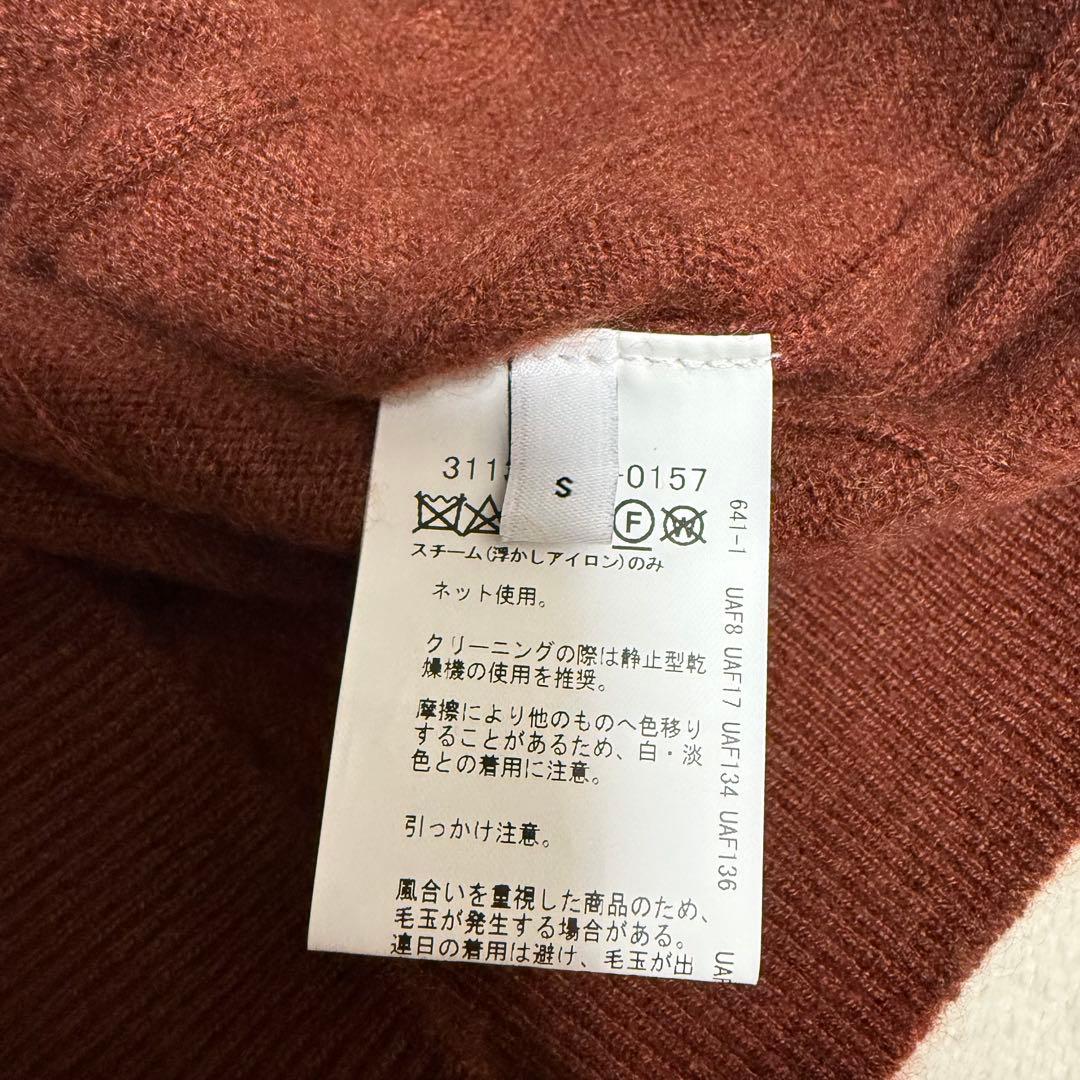 S
311
-0157
F W
スチーム(浮かしアイロン)のみ
ネット使用。
クリーニングの際は静止型乾
燥機の使用を推奨。
摩擦により他のものへ色移り
することがあるため、白・淡
色との着用に注意。
引っかけ注意。
風合いを重視した商品のため、
毛玉が発生する場合がある。
連日の着用は避け、毛玉が出
641-1 UAF8 UAF17 UAF134 UAF136